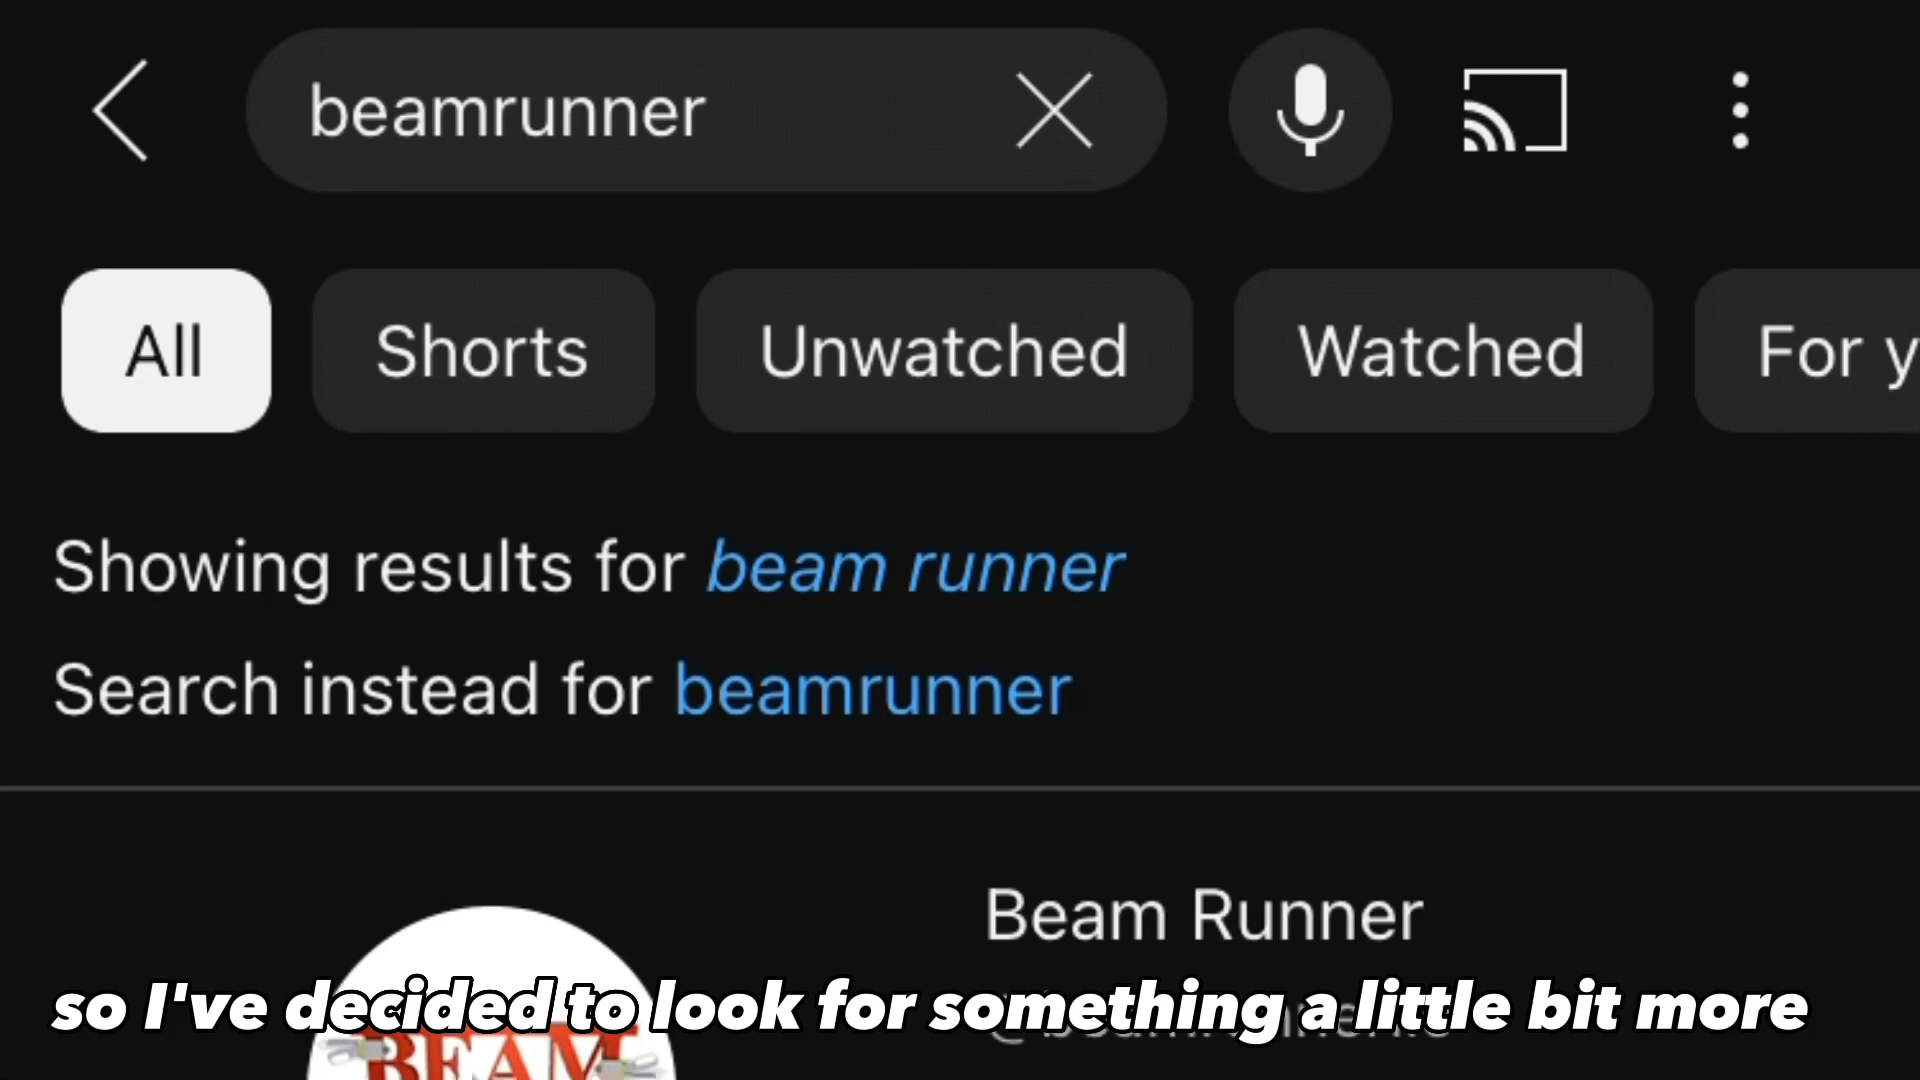 beamrunner
All Shorts Unwatched Watched For y
Showing results for beam runner
Search instead for beamrunner
Beam Runner
so I've decided to look for something a little bit more
BEAM